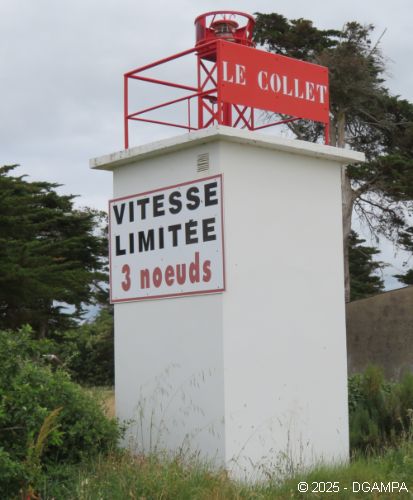 LE COLLET
VITESSE
LIMITÉE
3 noeuds
© 2025 - DGAMPA